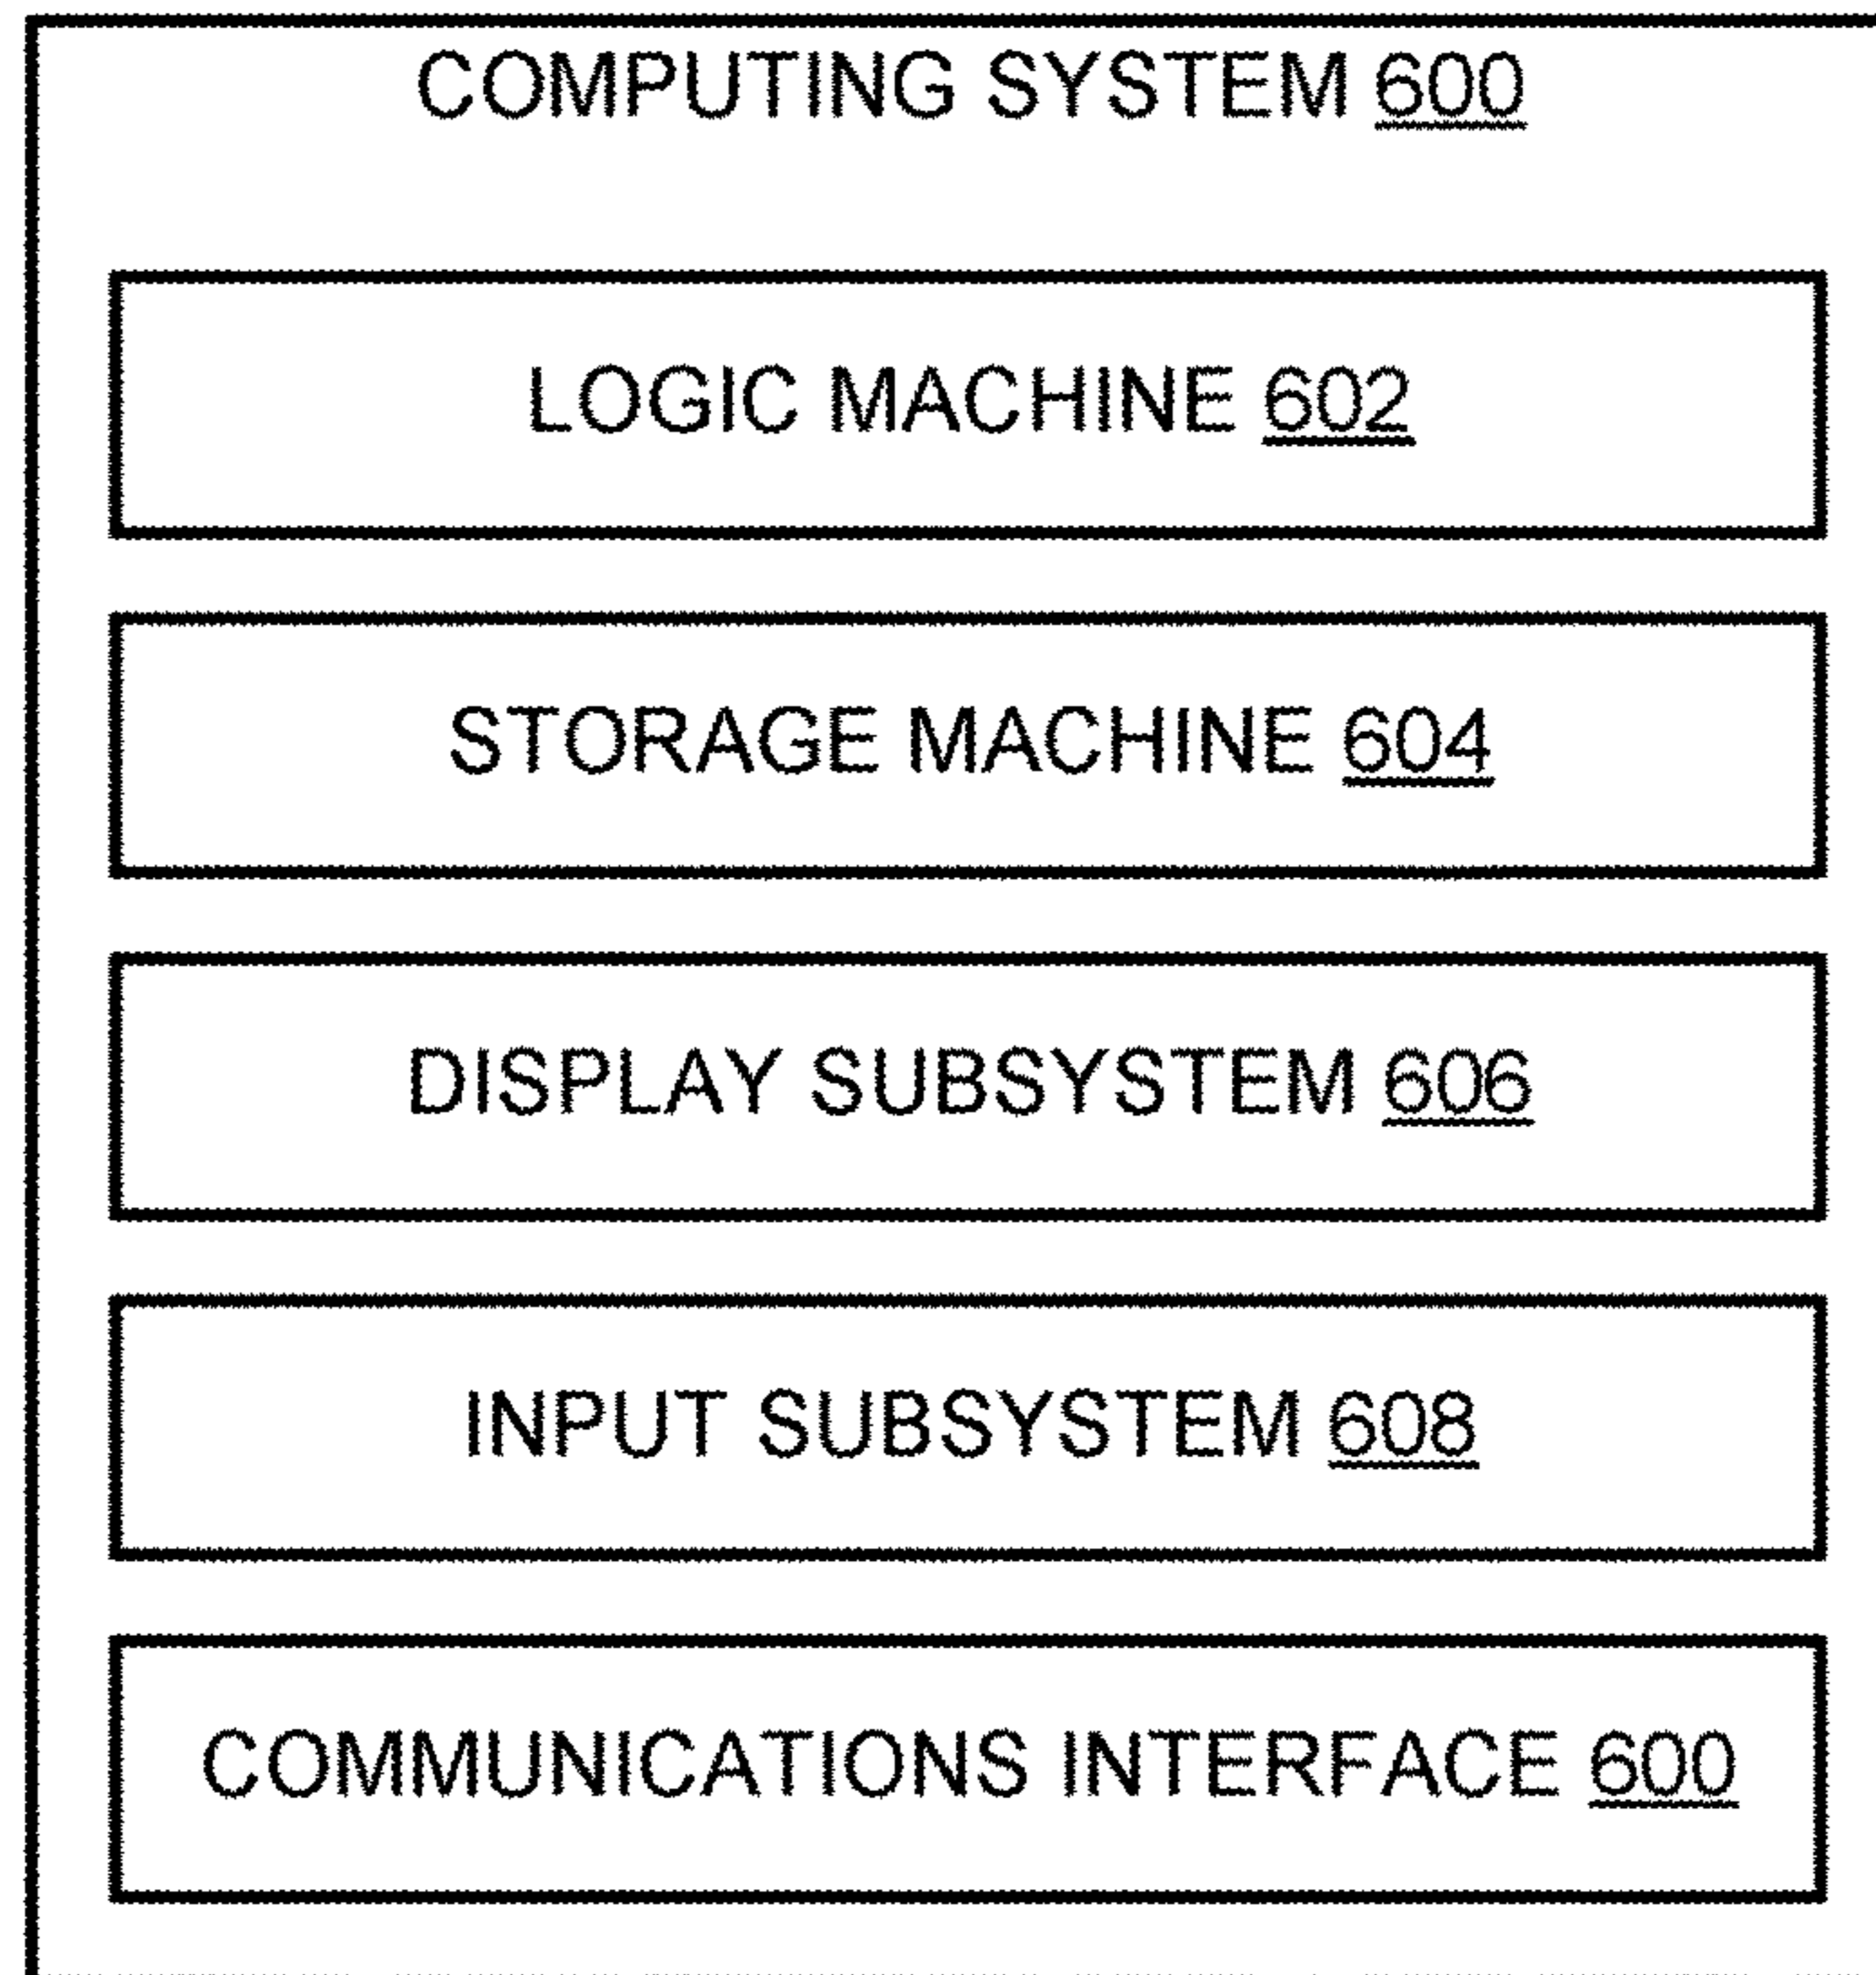 COMPUTING SYSTEM 600
LOGIC MACHINE 602
STORAGE MACHINE 604
DISPLAY SUBSYSTEM 606
INPUT SUBSYSTEM 608
COMMUNICATIONS INTERFACE 600